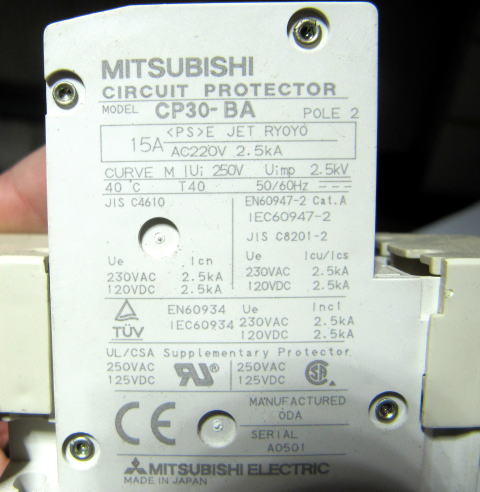 MITSUBISHI
CIRCUIT PROTECTOR
MODEL CP30-BA POLE 2
15A <PS>E JET RYOYO
AC220V 2.5kA
CURVE M Ui 250V Uimp 2.5kV
40°C T40 50/60Hz
JIS C4610
EN60947-2 Cat.A
IEC60947-2
JIS C8201-2
Ue Icn
230VAC 2.5kA
120VDC 2.5kA
Ue Icu/Ics
230VAC 2.5kA
120VDC 2.5kA
TÜV
EN60934
IEC60934
Ue Inc1
230VAC 2.5kA
120VDC 2.5kA
UL/CSA Supplementary Protector
250VAC
125VDC
250VAC
125VDC
CE
MANUFACTURED
ODA
SERIAL
A0501
MITSUBISHI ELECTRIC
MADE IN JAPAN